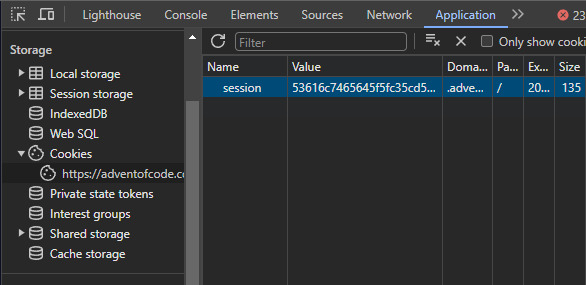 Lighthouse Console Elements Sources Network Application 23
Storage
Filter
Only show cooki
Local storage
Session storage
IndexedDB
Web SQL
Cookies
https://adventofcode.co
Private state tokens
Interest groups
Shared storage
Cache storage
Name Value Doma... Pa... Ex... Size
session 53616c7465645f5fc35cd5... .adve... / 20... 135